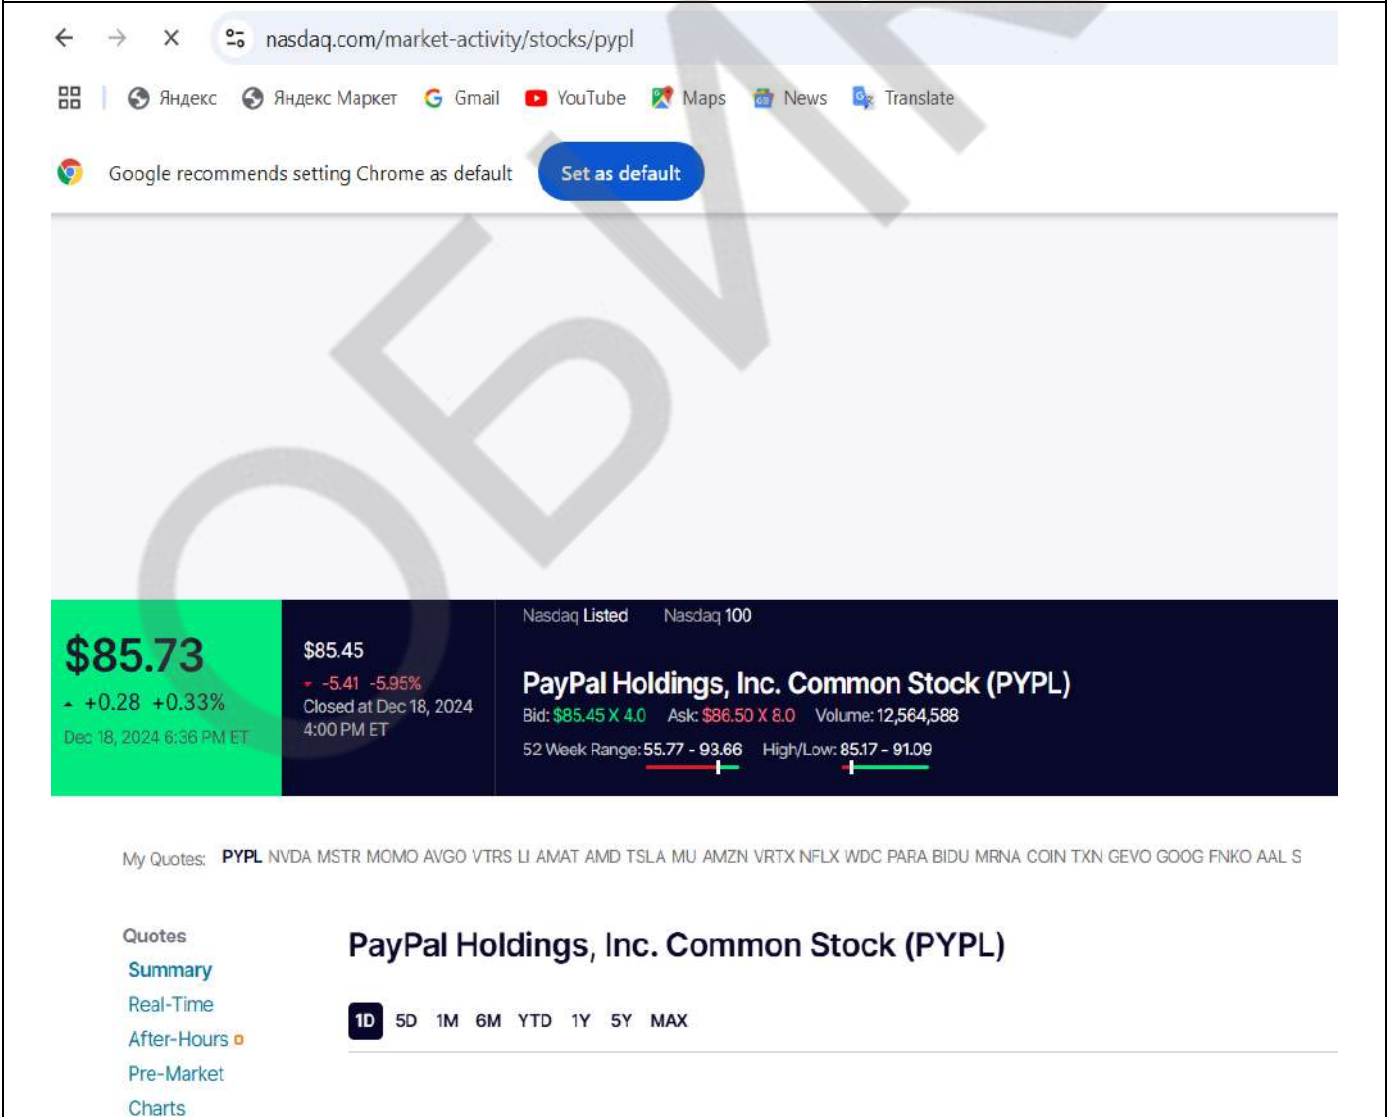 nasdaq.com/market-activity/stocks/pypl
Яндекс Яндекс Маркет Gmail YouTube Maps News Translate
Google recommends setting Chrome as default Set as default
ОБИ
Nasdaq Listed Nasdaq 100
$85.73
+0.28 +0.33%
Dec 18, 2024 6:36 PM ET
$85.45
-5.41 -5.95%
Closed at Dec 18, 2024
4:00 PM ET
PayPal Holdings, Inc. Common Stock (PYPL)
Bid: $85.45 X 4.0 Ask: $86.50 X 8.0 Volume: 12,564,588
52 Week Range: 55.77 - 93.66 High/Low: 85.17 - 91.09
My Quotes: PYPL NVDA MSTR MOMO AVGO VTRS LI AMAT AMD TSLA MU AMZN VRTX NFLX WDC PARA BIDU MRNA COIN TXN GEVO GOOG FNKO AAL S
Quotes
Summary
Real-Time
After-Hours
Pre-Market
Charts
PayPal Holdings, Inc. Common Stock (PYPL)
1D 5D 1M 6M YTD 1Y 5Y MAX